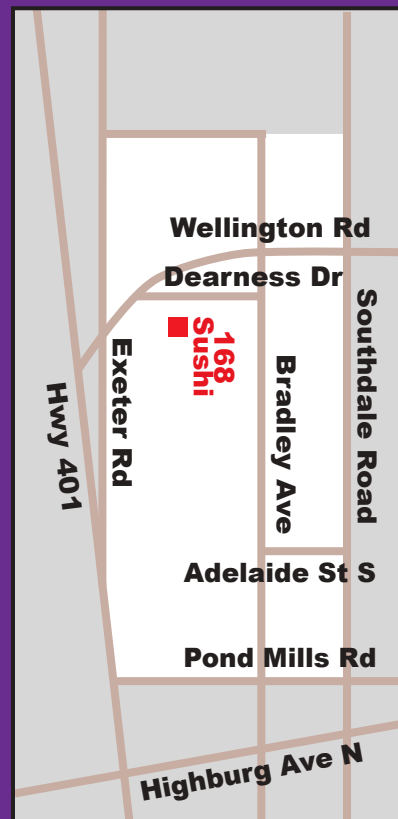 Wellington Rd
Dearness Dr
168
Sushi
Exeter Rd
Bradley Ave
Southdale Road
Hwy 401
Adelaide St S
Pond Mills Rd
Highburg Ave N